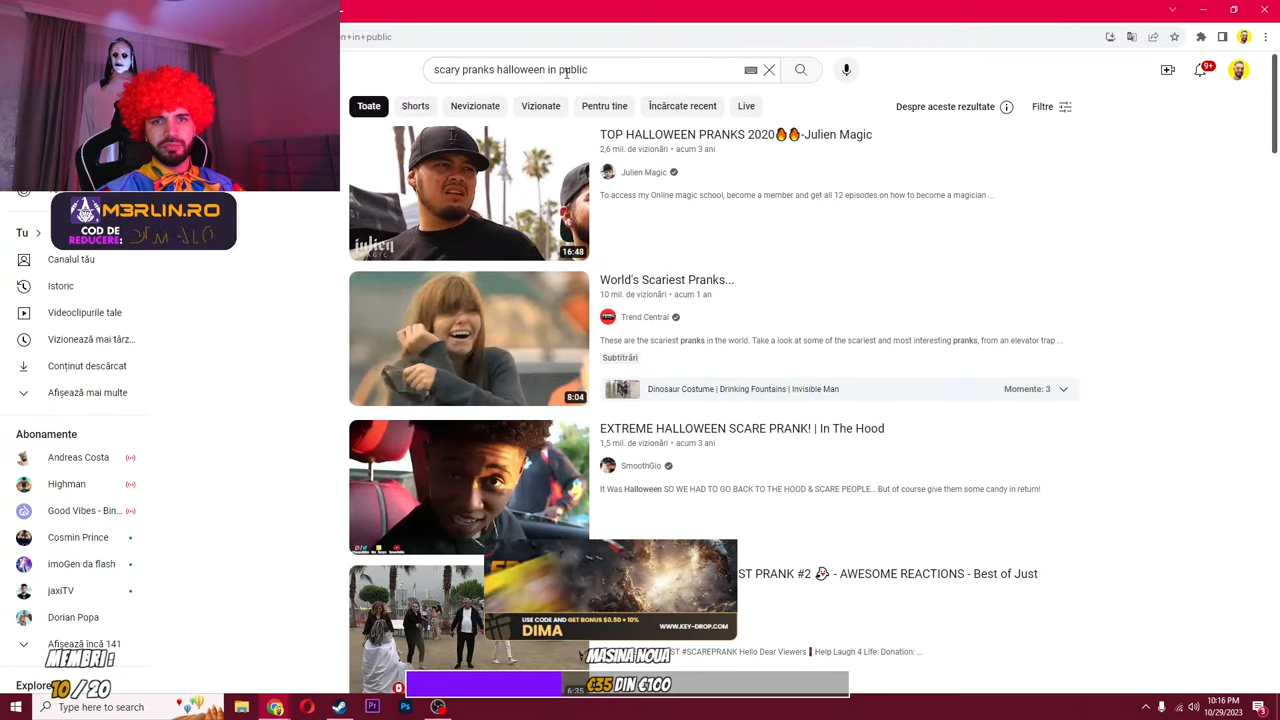 en+in+public
scary pranks halloween in public
9+
Toate
Shorts
Nevizionate
Vizionate
Pentru tine
Încărcate recent
Live
Despre aceste rezultate
Filtre
M3RLIN.RO
COD DE
REDUCERE:
Tu
Canalul tău
Istoric
Videoclipurile tale
Vizionează mai târz...
Conținut descărcat
Afișează mai multe
Abonamente
Andreas Costa
Highman
Good Vibes - Bin...
Cosmin Prince
imoGen da flash
jaxiTV
Dorian Popa
Afișează încă 141
MEMBRI:
10/20
TOP HALLOWEEN PRANKS 2020🔥🔥-Julien Magic
2,6 mil. de vizionări • acum 3 ani
Julien Magic
To access my Online magic school, become a member and get all 12 episodes on how to become a magician ...
julien
MAGIC
16:48
World's Scariest Pranks...
10 mil. de vizionări • acum 1 an
Trend Central
These are the scariest pranks in the world. Take a look at some of the scariest and most interesting pranks, from an elevator trap ...
Subtitrări
Dinosaur Costume | Drinking Fountains | Invisible Man
Momente: 3
8:04
EXTREME HALLOWEEN SCARE PRANK! | In The Hood
1,5 mil. de vizionări • acum 3 ani
SmoothGio
It Was Halloween SO WE HAD TO GO BACK TO THE HOOD & SCARE PEOPLE... But of course give them some candy in return!
ST PRANK #2 👻 - AWESOME REACTIONS - Best of Just
ST #SCAREPRANK Hello Dear Viewers❗Help Laugh 4 Life: Donation: ...
USE CODE AND GET BONUS $0.50 + 10%
DIMA
WWW.KEY-DROP.COM
MASINA NOUA
€35 DIN €100
6:35
Type here to search
10:16 PM
10/29/2023
3